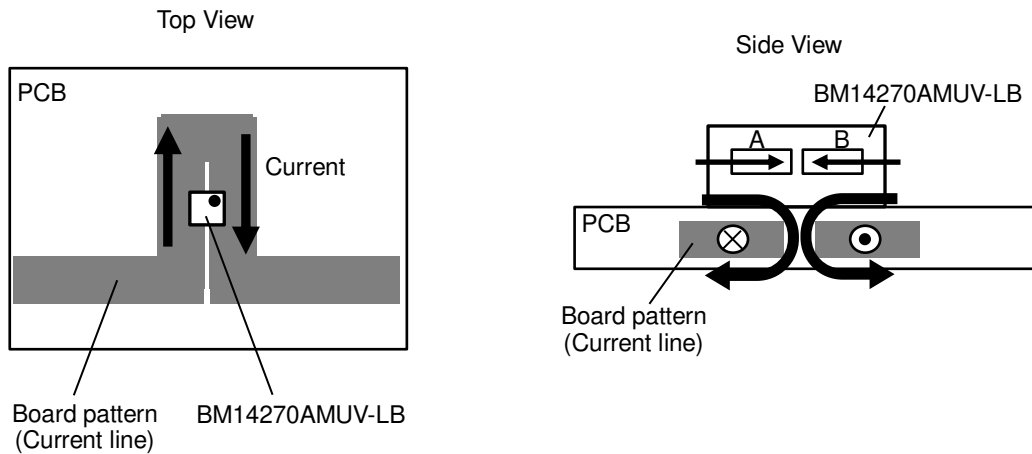 Top View
PCB
Current
Board pattern
(Current line)
BM14270AMUV-LB
Side View
BM14270AMUV-LB
A
B
PCB
Board pattern
(Current line)